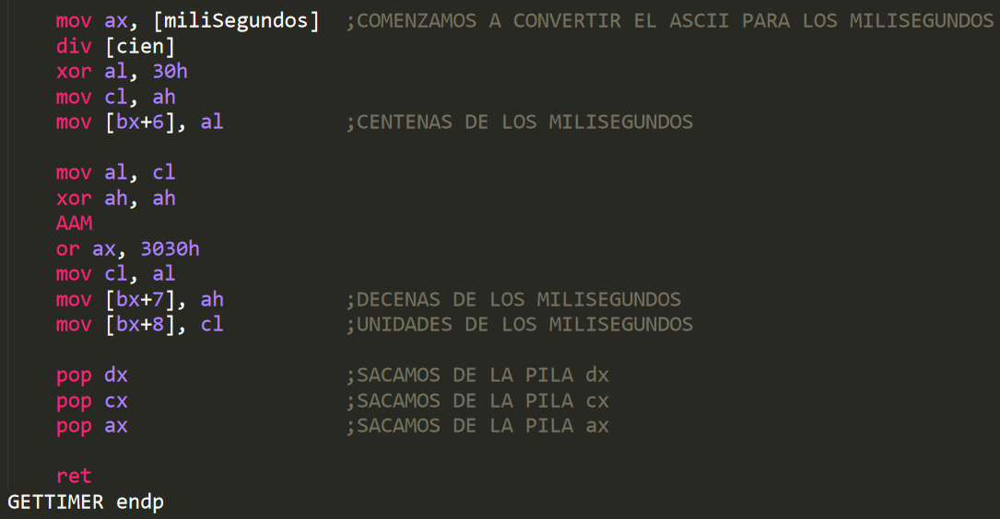 mov ax, [miliSegundos]  ;COMENZAMOS A CONVERTIR EL ASCII PARA LOS MILISEGUNDOS
div [cien]
xor al, 30h
mov cl, ah
mov [bx+6], al          ;CENTENAS DE LOS MILISEGUNDOS
mov al, cl
xor ah, ah
AAM
or ax, 3030h
mov cl, al
mov [bx+7], ah          ;DECENAS DE LOS MILISEGUNDOS
mov [bx+8], cl          ;UNIDADES DE LOS MILISEGUNDOS
pop dx                  ;SACAMOS DE LA PILA dx
pop cx                  ;SACAMOS DE LA PILA cx
pop ax                  ;SACAMOS DE LA PILA ax
ret
GETTIMER endp